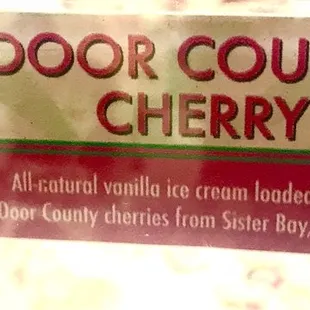 DOOR COU
CHERRY
All-natural vanilla ice cream loaded
Door County cherries from Sister Bay,